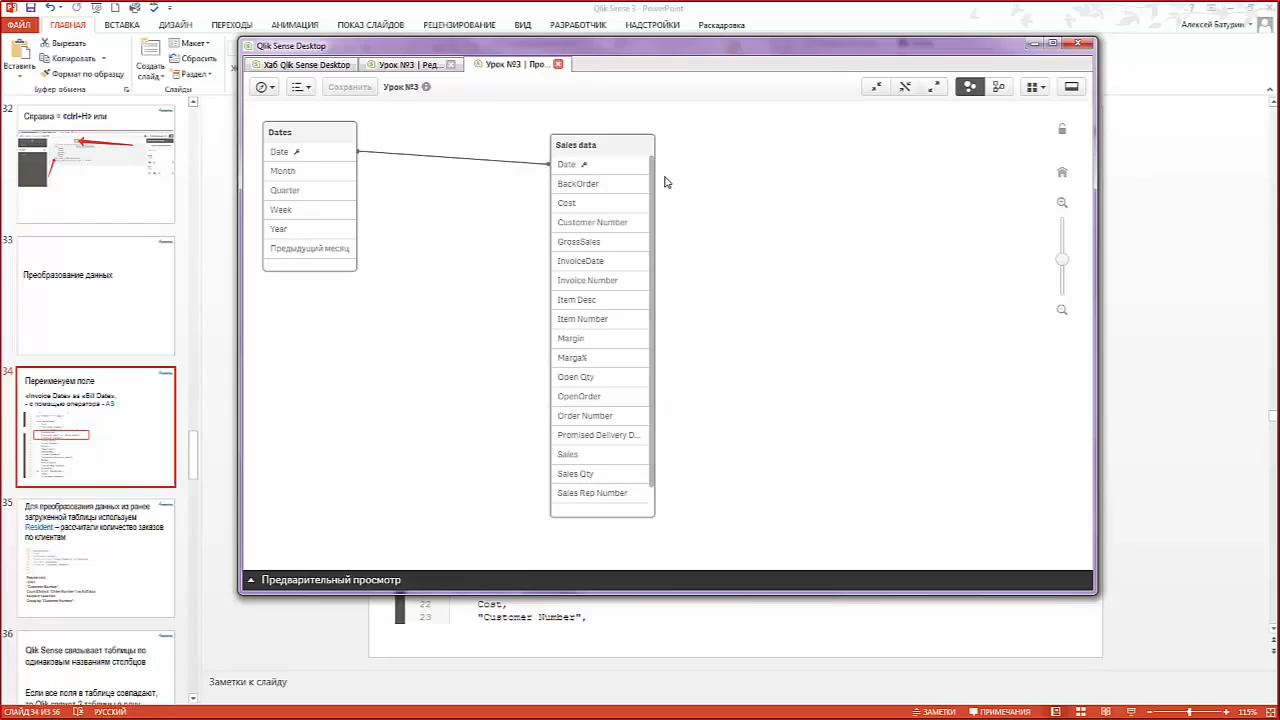 Qlik Sense 3 - PowerPoint
ФАЙЛ ГЛАВНАЯ ВСТАВКА ДИЗАЙН ПЕРЕХОДЫ АНИМАЦИЯ ПОКАЗ СЛАЙДОВ РЕЦЕНЗИРОВАНИЕ ВИД РАЗРАБОТЧИК НАДСТРОЙКИ Раскадровка Алексей Батурин
Вставить
Вырезать
Копировать
Формат по образцу
Буфер обмена
Создать слайд
Макет
Сбросить
Раздел
Слайды
32
Справка = «ctrl+H» или
33
Преобразование данных
34
Переименуем поле
«Invoice Date» as «Bill Date»,
- с помощью оператора - AS
35
Для преобразования данных из ранее
загруженной таблицы используем
Resident – рассчитали количество заказов
по клиентам
36
Qlik Sense связывает таблицы по
одинаковым названиям столбцов
Если все поля в таблице совпадают,
Qlik Sense Desktop
Хаб Qlik Sense Desktop Урок №3 | Ред... Урок №3 | Про...
Сохранить Урок №3
Dates
Date
Month
Quarter
Week
Year
Предыдущий месяц
Sales data
Date
BackOrder
Cost
Customer Number
GrossSales
InvoiceDate
Invoice Number
Item Desc
Item Number
Margin
Marga%
Open Qty
OpenOrder
Order Number
Promised Delivery D...
Sales
Sales Qty
Sales Rep Number
Предварительный просмотр
22 Cost,
23 "Customer Number",
Заметки к слайду
СЛАЙД 34 ИЗ 56 РУССКИЙ ЗАМЕТКИ ПРИМЕЧАНИЯ 115%